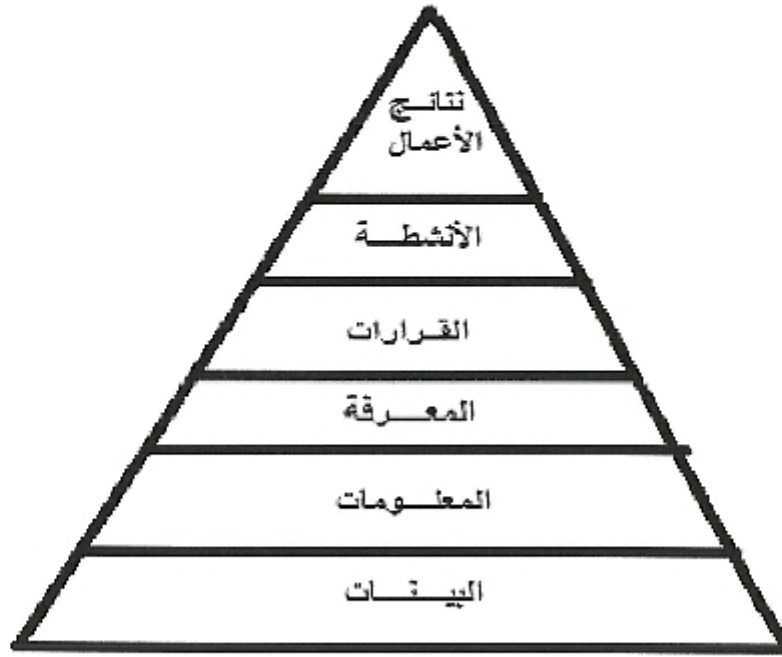 نتائج
الأعمال
الأنشطة
القرارات
المعرفة
المعلومات
البيانات